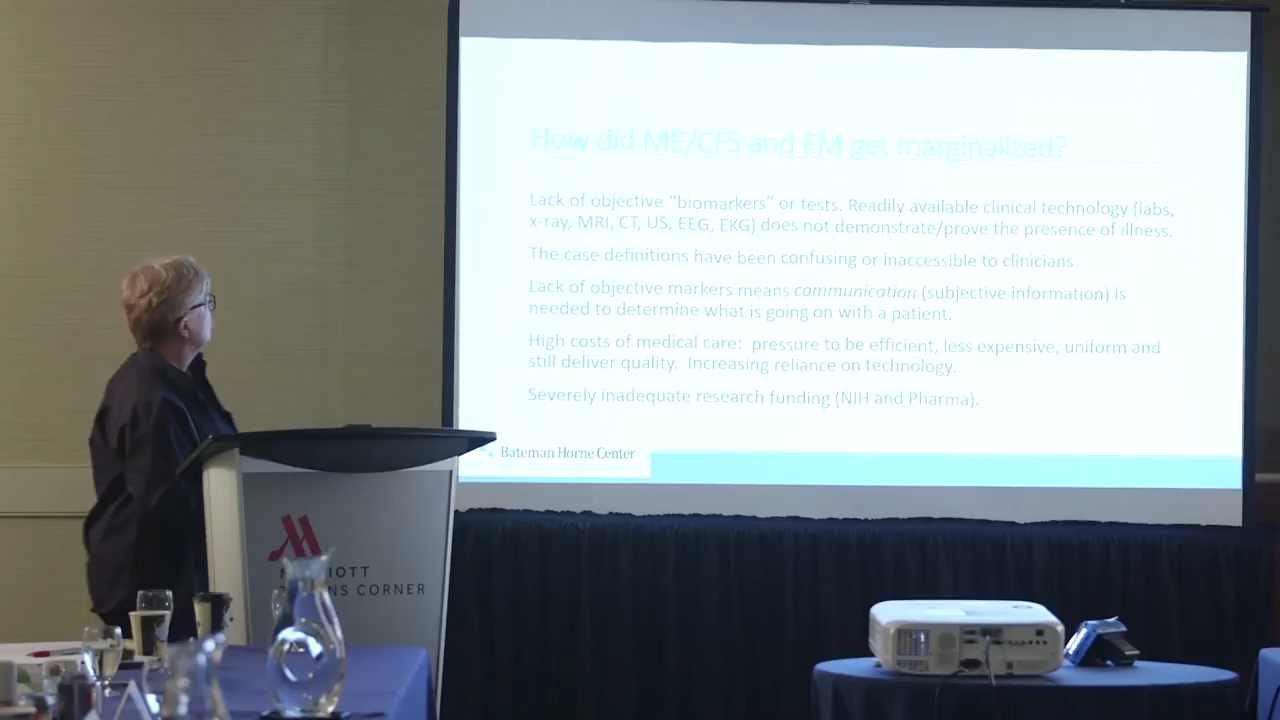 How did ME/CFS and FM get marginalized?
Lack of objective "biomarkers" or tests. Readily available clinical technology (labs,
x-ray, MRI, CT, US, EEG, EKG) does not demonstrate/prove the presence of illness.
The case definitions have been confusing or inaccessible to clinicians
Lack of objective markers means communication (subjective information) is
needed to determine what is going on with a patient.
High costs of medical care: pressure to be efficient, less expensive, uniform and
still deliver quality. Increasing reliance on technology.
Severely inadequate research funding (NIH and Pharma).
Bateman Horne Center
CORNER